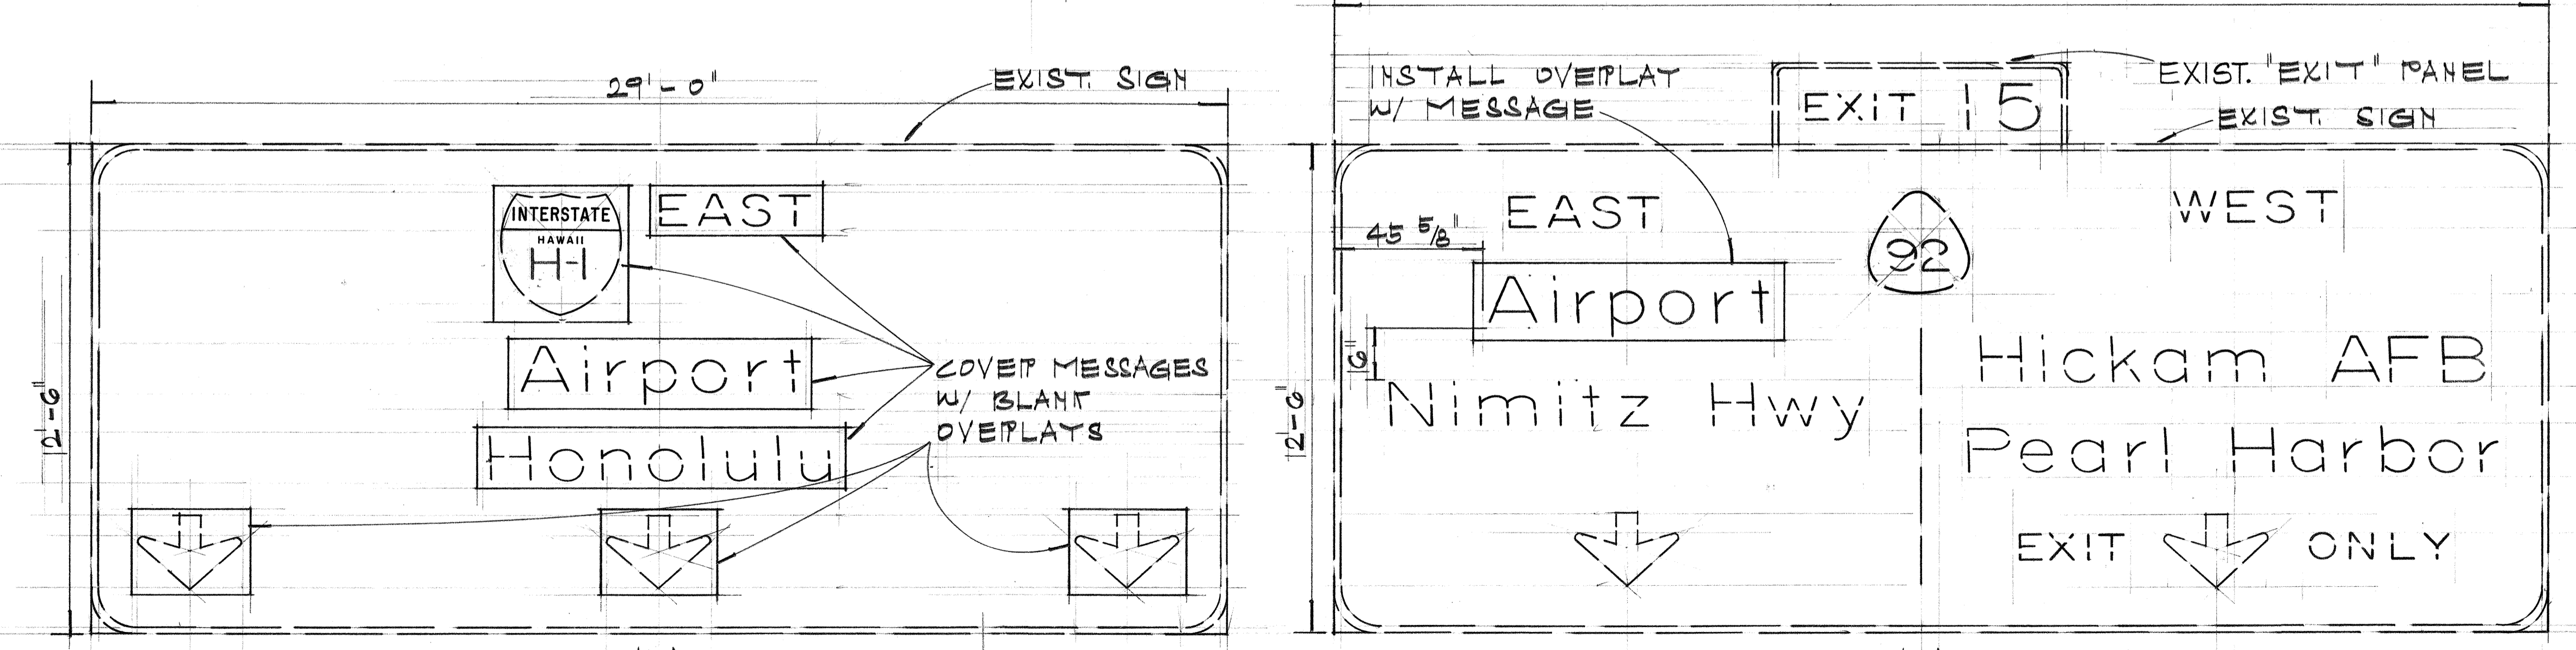 29'-0"
EXIST. SIGN
12'-6"
INTERSTATE
HAWAII
H-1
EAST
Airport
Honolulu
COVER MESSAGES
W/ BLANK
OVERLAYS
INSTALL OVERLAY
W/ MESSAGE
EXIT 15
EXIST. "EXIT" PANEL
EXIST. SIGN
12'-6"
45 5/8"
EAST
92
WEST
Airport
6"
Nimitz Hwy
Hickam AFB
Pearl Harbor
EXIT ONLY